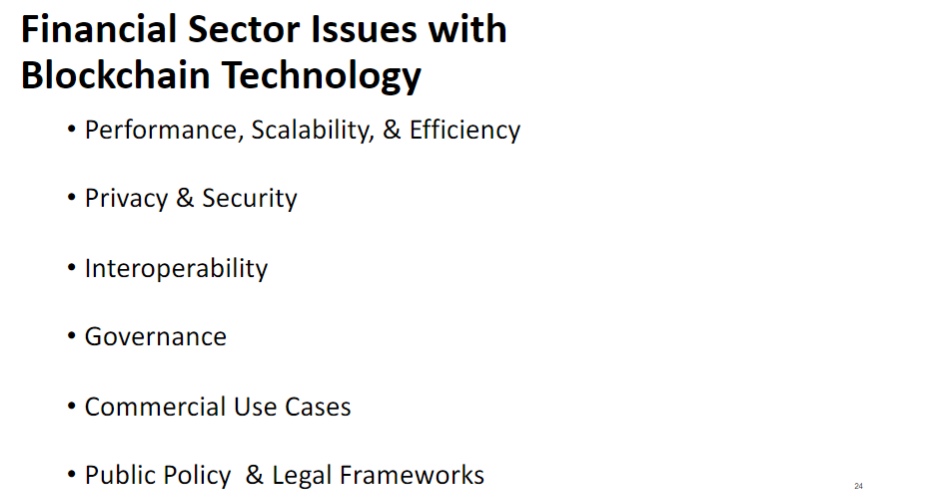 Financial Sector Issues with
Blockchain Technology
• Performance, Scalability, & Efficiency
• Privacy & Security
• Interoperability
• Governance
• Commercial Use Cases
• Public Policy  & Legal Frameworks
24